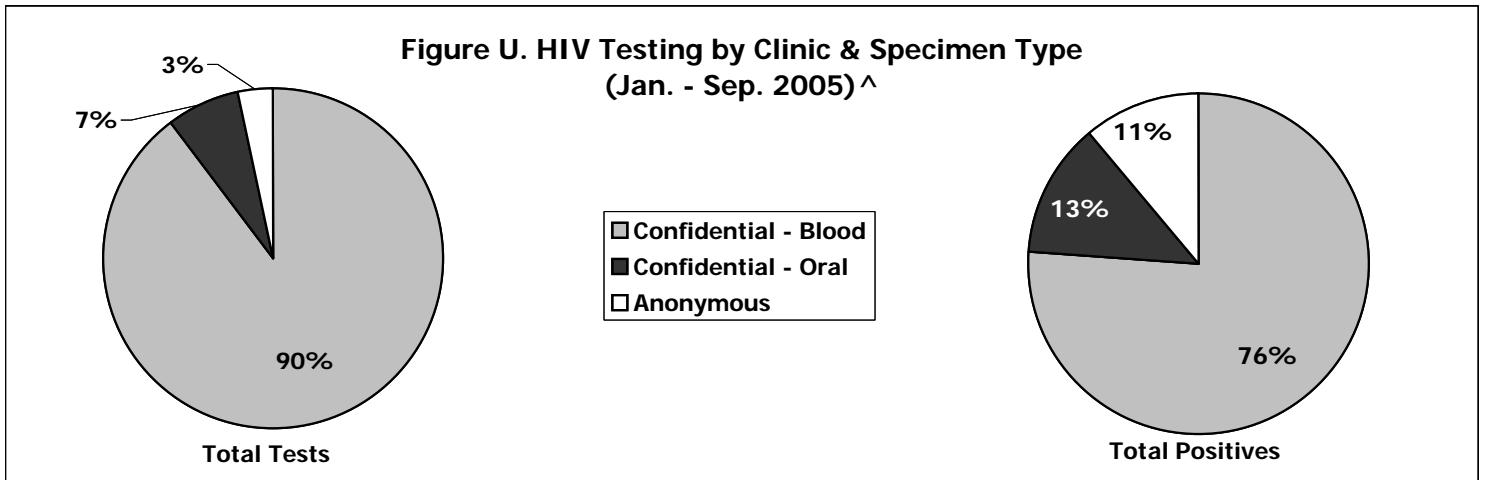 Figure U. HIV Testing by Clinic & Specimen Type
(Jan. - Sep. 2005)^
3%
7%
90%
Total Tests
Confidential - Blood
Confidential - Oral
Anonymous
11%
13%
76%
Total Positives